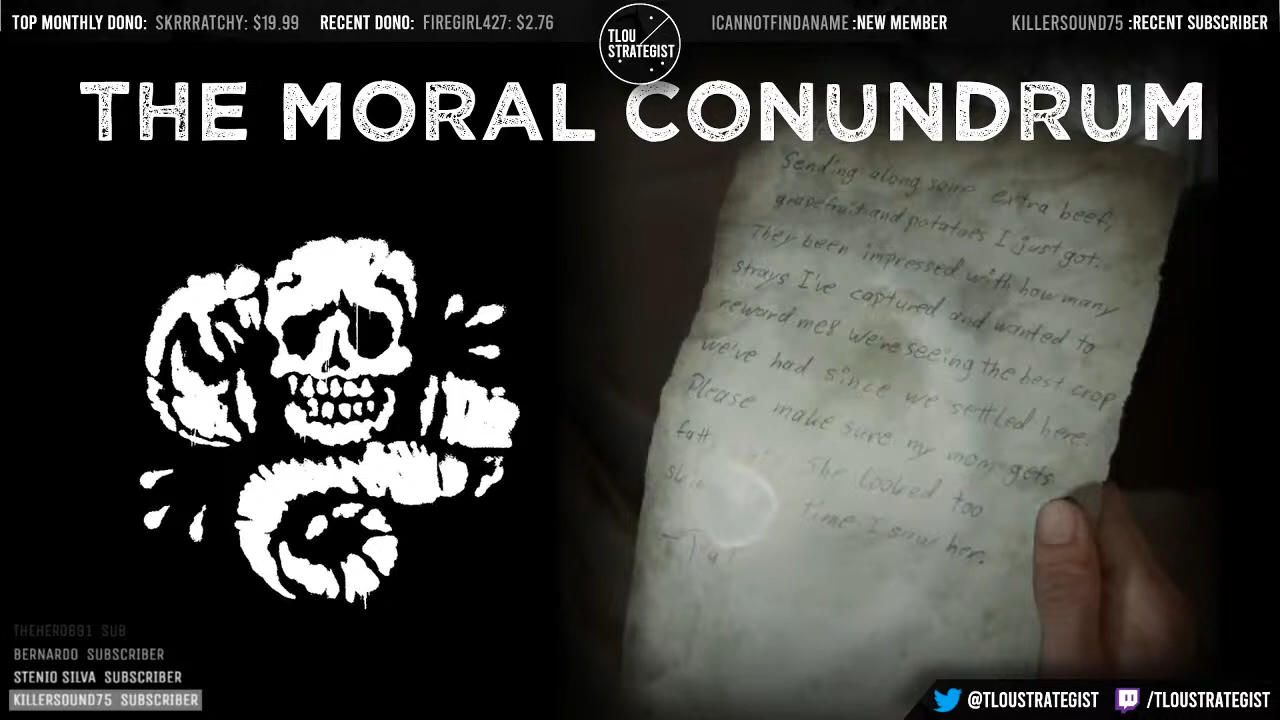 TOP MONTHLY DONO: SKRRRATCHY: $19.99 RECENT DONO: FIREGIRL427: $2.76 ICANNOTFINDANAME :NEW MEMBER KILLERSOUND75 :RECENT SUBSCRIBER
TLOU
STRATEGIST
THE MORAL CONUNDRUM
Sending along some extra beef,
grapefruit and potatoes I just got.
They been impressed with how many
strays I've captured and wanted to
reward me! We're seeing the best crop
we've had since we settled here.
Please make sure my mom gets
she looked too
time I saw her.
THEHEROB91 SUB
BERNARDO SUBSCRIBER
STENIO SILVA SUBSCRIBER
KILLERSOUND75 SUBSCRIBER
@TLOUSTRATEGIST /TLOUSTRATEGIST